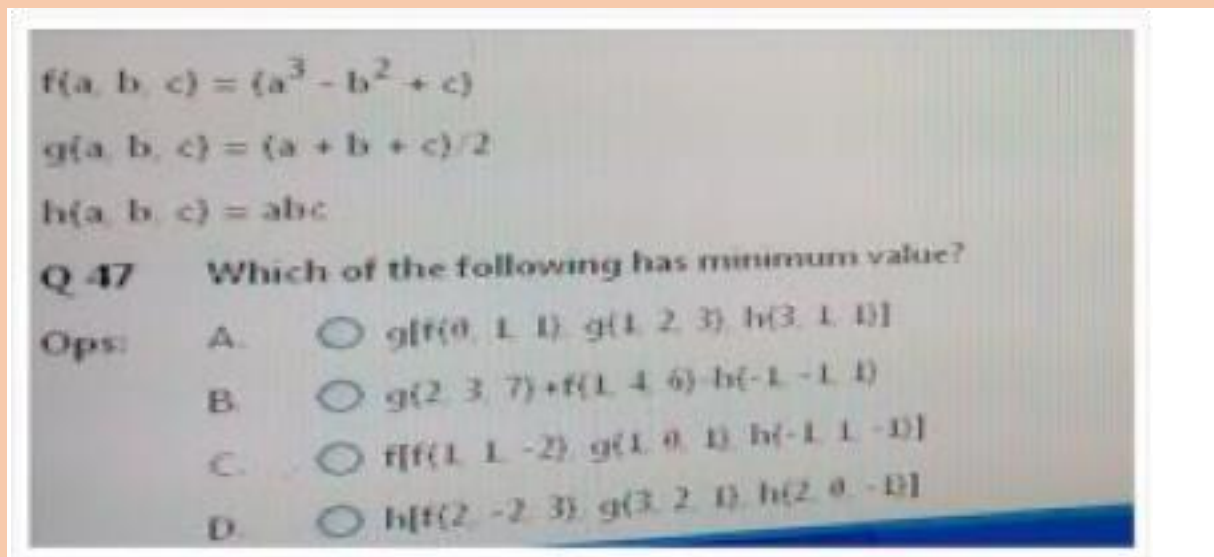 f(a, b, c) = (a³ - b² + c)
g(a, b, c) = (a + b + c)/2
h(a, b, c) = abc
Q 47 Which of the following has minimum value?
Ops: A. g[f(0, 1, 1), g(1, 2, 3), h(3, 1, 1)]
B. g(2, 3, 7)+f(1, 4, 6)-h(-1, -1, 1)
C. f[f(1, 1, -2), g(1, 0, 1), h(-1, 1, -1)]
D. h[f(2, -2, 3), g(3, 2, 1), h(2, 0, -1)]